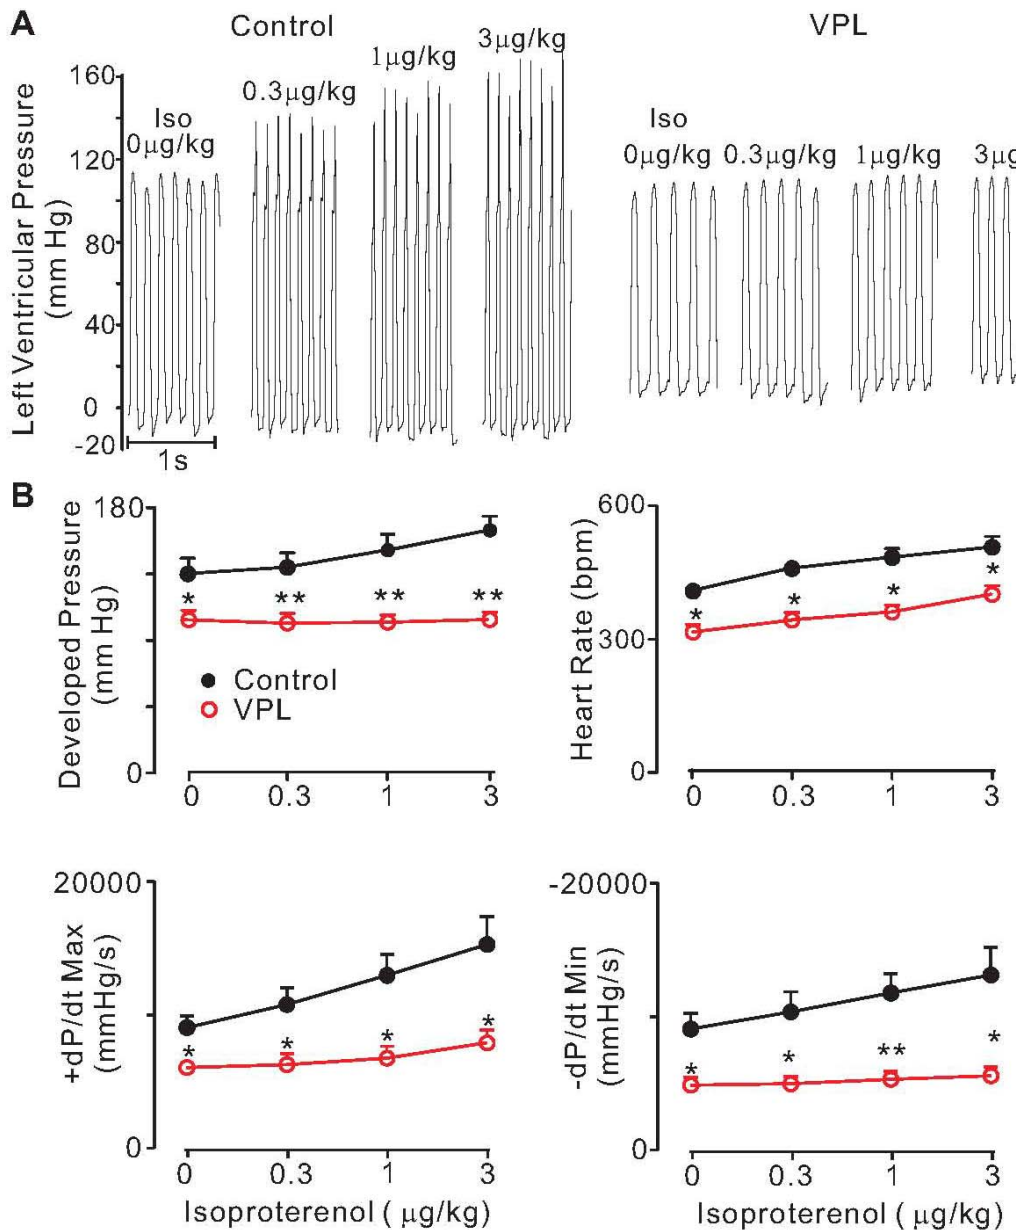 A
Control
VPL
Left Ventricular Pressure
(mm Hg)
160
120
80
40
0
-20
Iso
0μg/kg
0.3μg/kg
1μg/kg
3μg/kg
Iso
0μg/kg
0.3μg/kg
1μg/kg
3μg
1s
B
Developed Pressure
(mm Hg)
180
0
* ** ** **
Control
VPL
0 0.3 1 3
Heart Rate (bpm)
600
300
0
* * * *
0 0.3 1 3
+dP/dt Max
(mmHg/s)
20000
0
* * * *
0 0.3 1 3
Isoproterenol ( μg/kg)
-dP/dt Min
(mmHg/s)
-20000
0
* * ** *
0 0.3 1 3
Isoproterenol ( μg/kg)